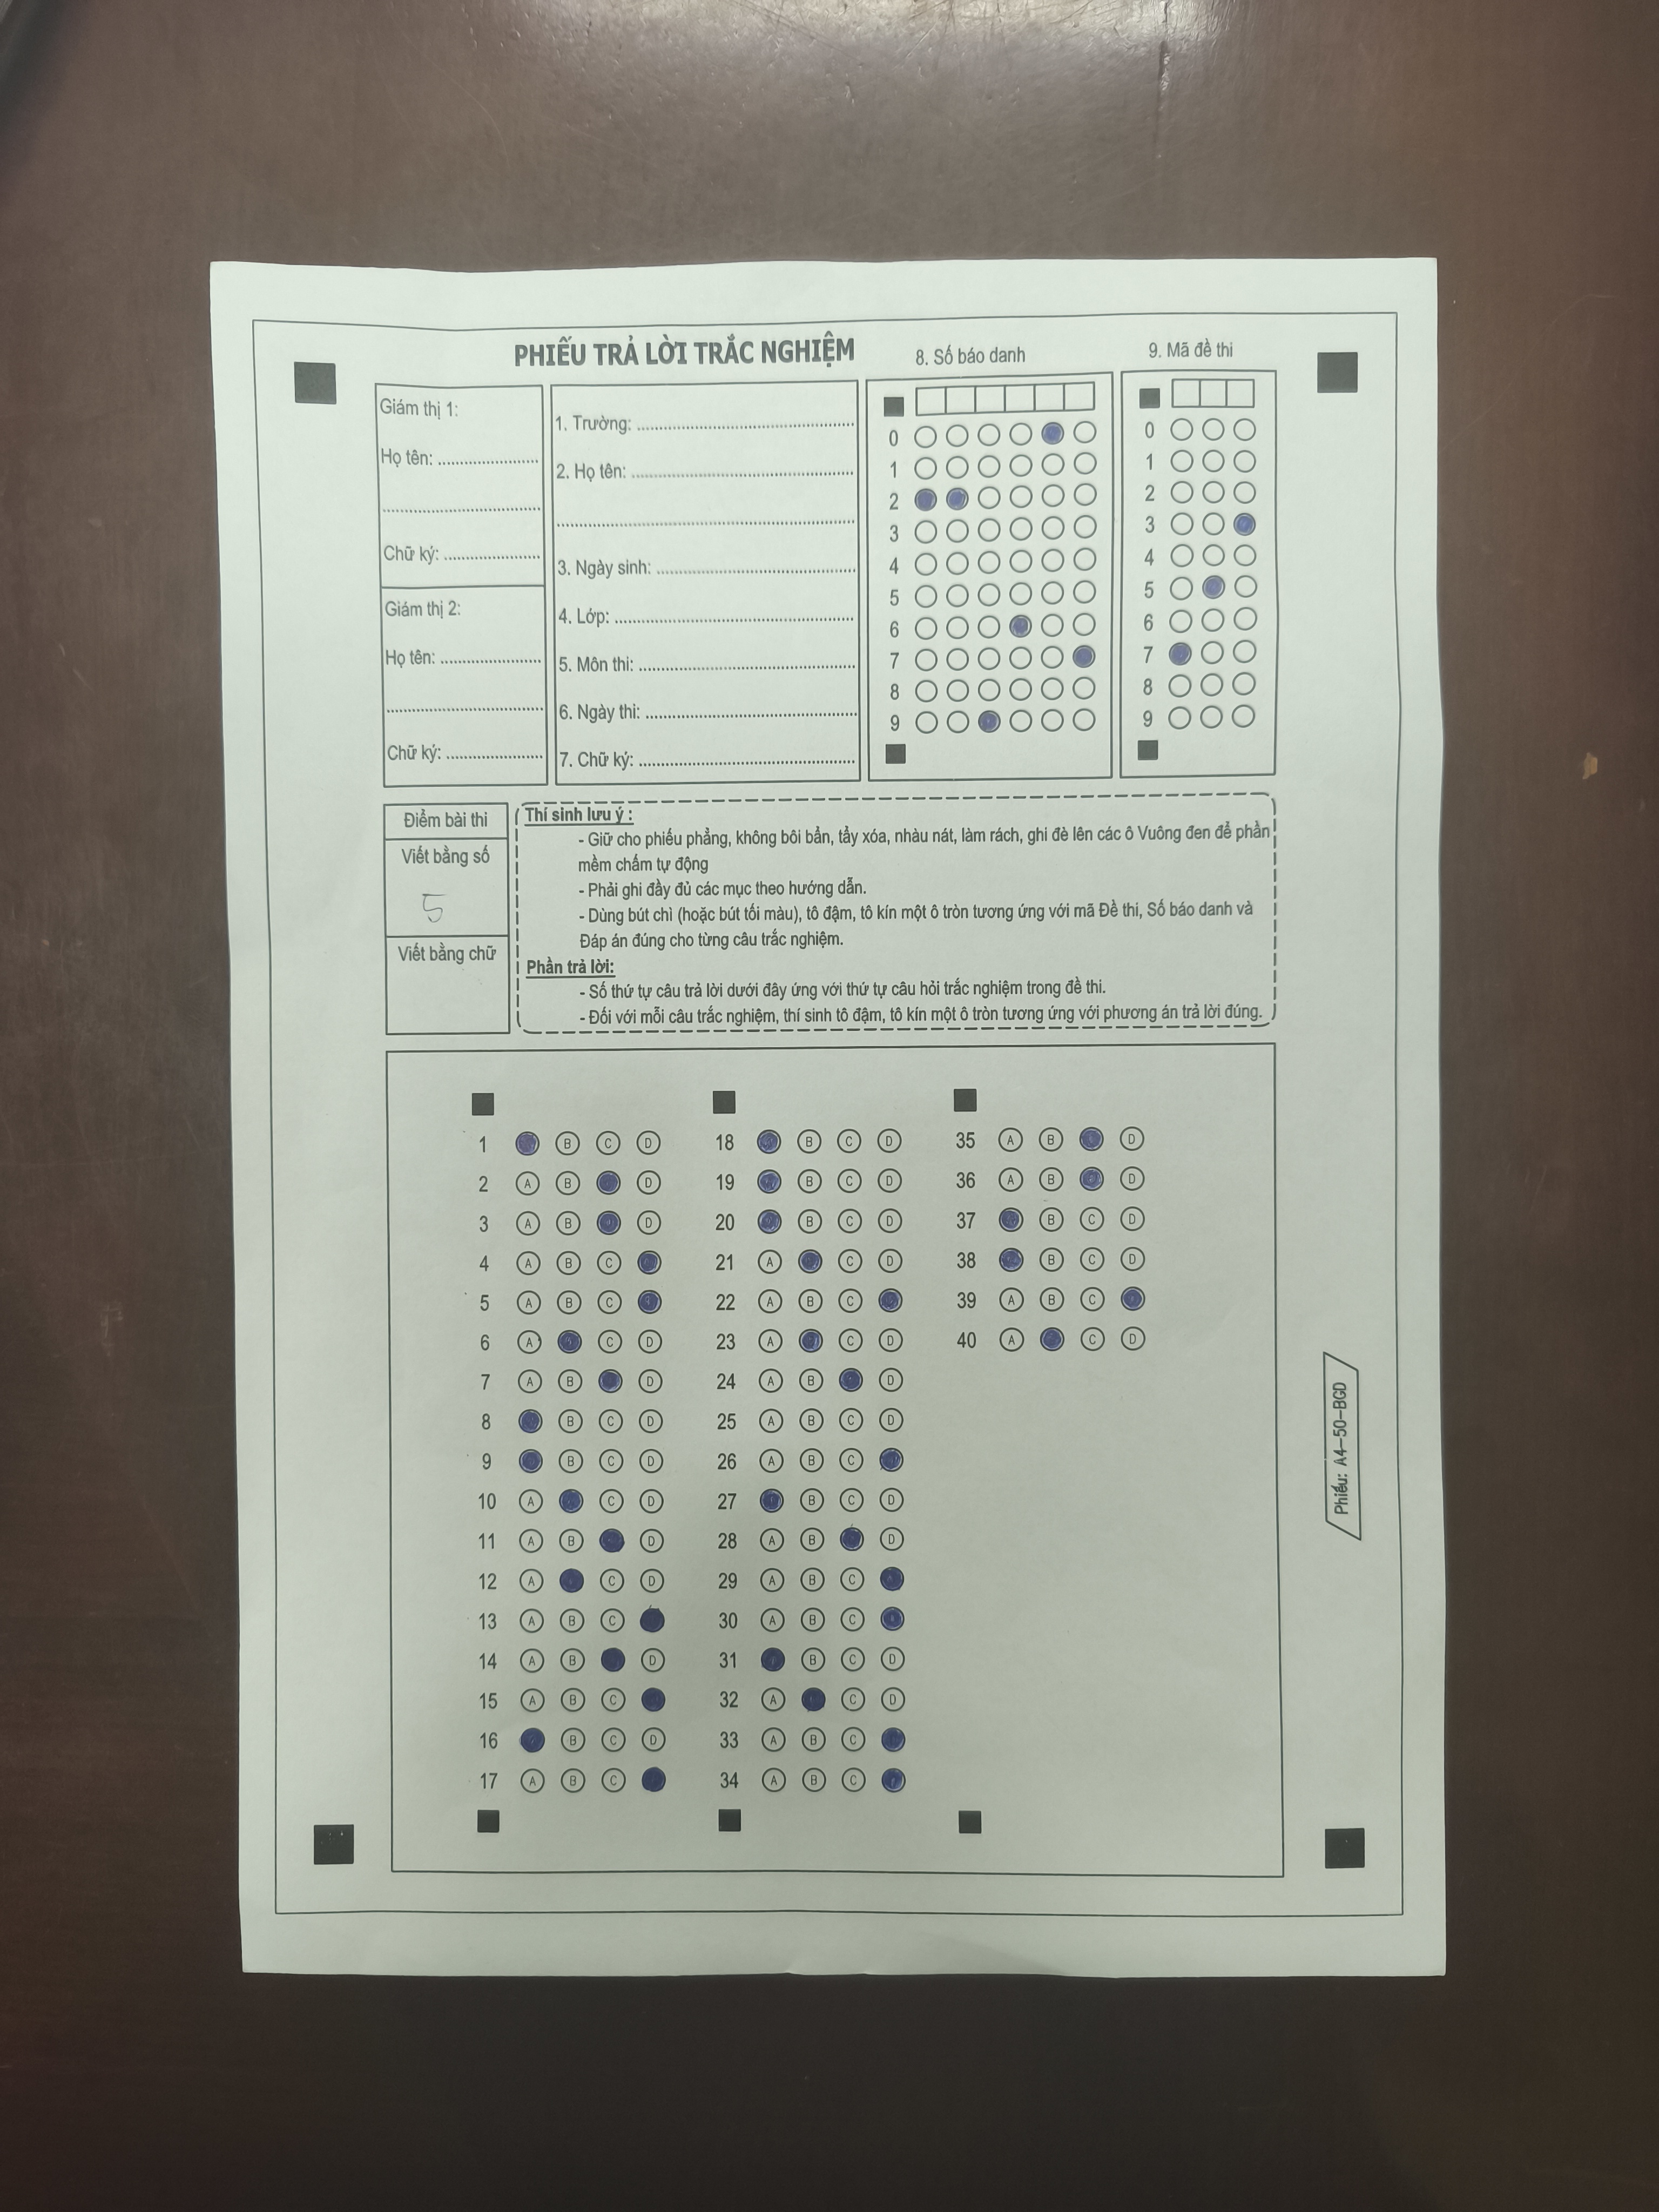 PHIẾU TRẢ LỜI TRẮC NGHIỆM
8. Số báo danh
9. Mã đề thi
Giám thị 1:
Họ tên: ......................
..................................
Chữ ký: .....................
Giám thị 2:
Họ tên: ......................
..................................
Chữ ký: .....................
1. Trường: ..................................................
2. Họ tên: ..................................................
....................................................................
3. Ngày sinh: .............................................
4. Lớp: ......................................................
5. Môn thi: .................................................
6. Ngày thi: ................................................
7. Chữ ký: .................................................
0
1
2
3
4
5
6
7
8
9
0
1
2
3
4
5
6
7
8
9
Điểm bài thi
Viết bằng số
5
Viết bằng chữ
Thí sinh lưu ý :
- Giữ cho phiếu phẳng, không bôi bẩn, tẩy xóa, nhàu nát, làm rách, ghi đè lên các ô Vuông đen để phần
mềm chấm tự động
- Phải ghi đầy đủ các mục theo hướng dẫn.
- Dùng bút chì (hoặc bút tối màu), tô đậm, tô kín một ô tròn tương ứng với mã Đề thi, Số báo danh và
Đáp án đúng cho từng câu trắc nghiệm.
Phần trả lời:
- Số thứ tự câu trả lời dưới đây ứng với thứ tự câu hỏi trắc nghiệm trong đề thi.
- Đối với mỗi câu trắc nghiệm, thí sinh tô đậm, tô kín một ô tròn tương ứng với phương án trả lời đúng.
1 B C D
2 A B D
3 A B D
4 A B C
5 A B C
6 A C D
7 A B D
8 B C D
9 B C D
10 A C D
11 A B D
12 A C D
13 A B C
14 A B D
15 A B C
16 B C D
17 A B C
18 B C D
19 B C D
20 B C D
21 A C D
22 A B C
23 A C D
24 A B D
25 A B C D
26 A B C
27 B C D
28 A B D
29 A B C
30 A B C
31 B C D
32 A C D
33 A B C
34 A B C
35 A B D
36 A B D
37 B C D
38 B C D
39 A B C
40 A C D
Phiếu: A4-50-BGD